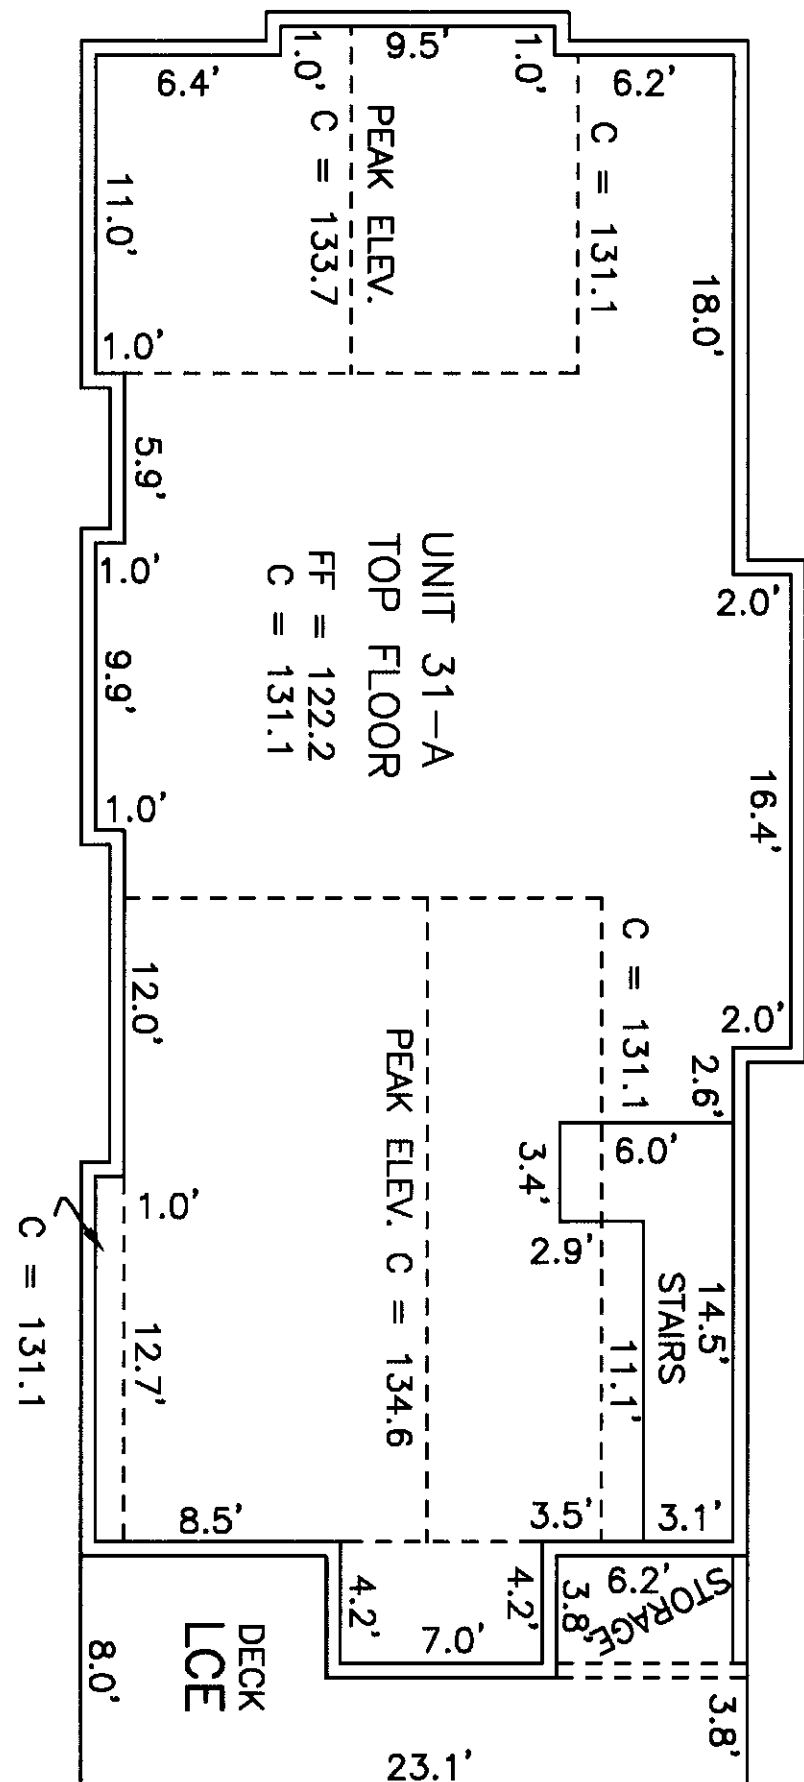 9.5'
1.0'
1.0'
6.4'
6.2'
C = 131.1
PEAK ELEV.
C = 133.7
11.0'
18.0'
1.0'
5.9'
1.0'
2.0'
UNIT 31-A
TOP FLOOR
FF = 122.2
C = 131.1
9.9'
16.4'
1.0'
C = 131.1
12.0'
2.0'
2.6'
6.0'
3.4'
2.9'
PEAK ELEV. C = 134.6
1.0'
14.5'
STAIRS
11.1'
C = 131.1
12.7'
8.5'
3.5'
3.1'
4.2'
4.2'
7.0'
3.8'
6.2'
STORAGE
DECK
LCE
8.0'
3.8'
23.1'